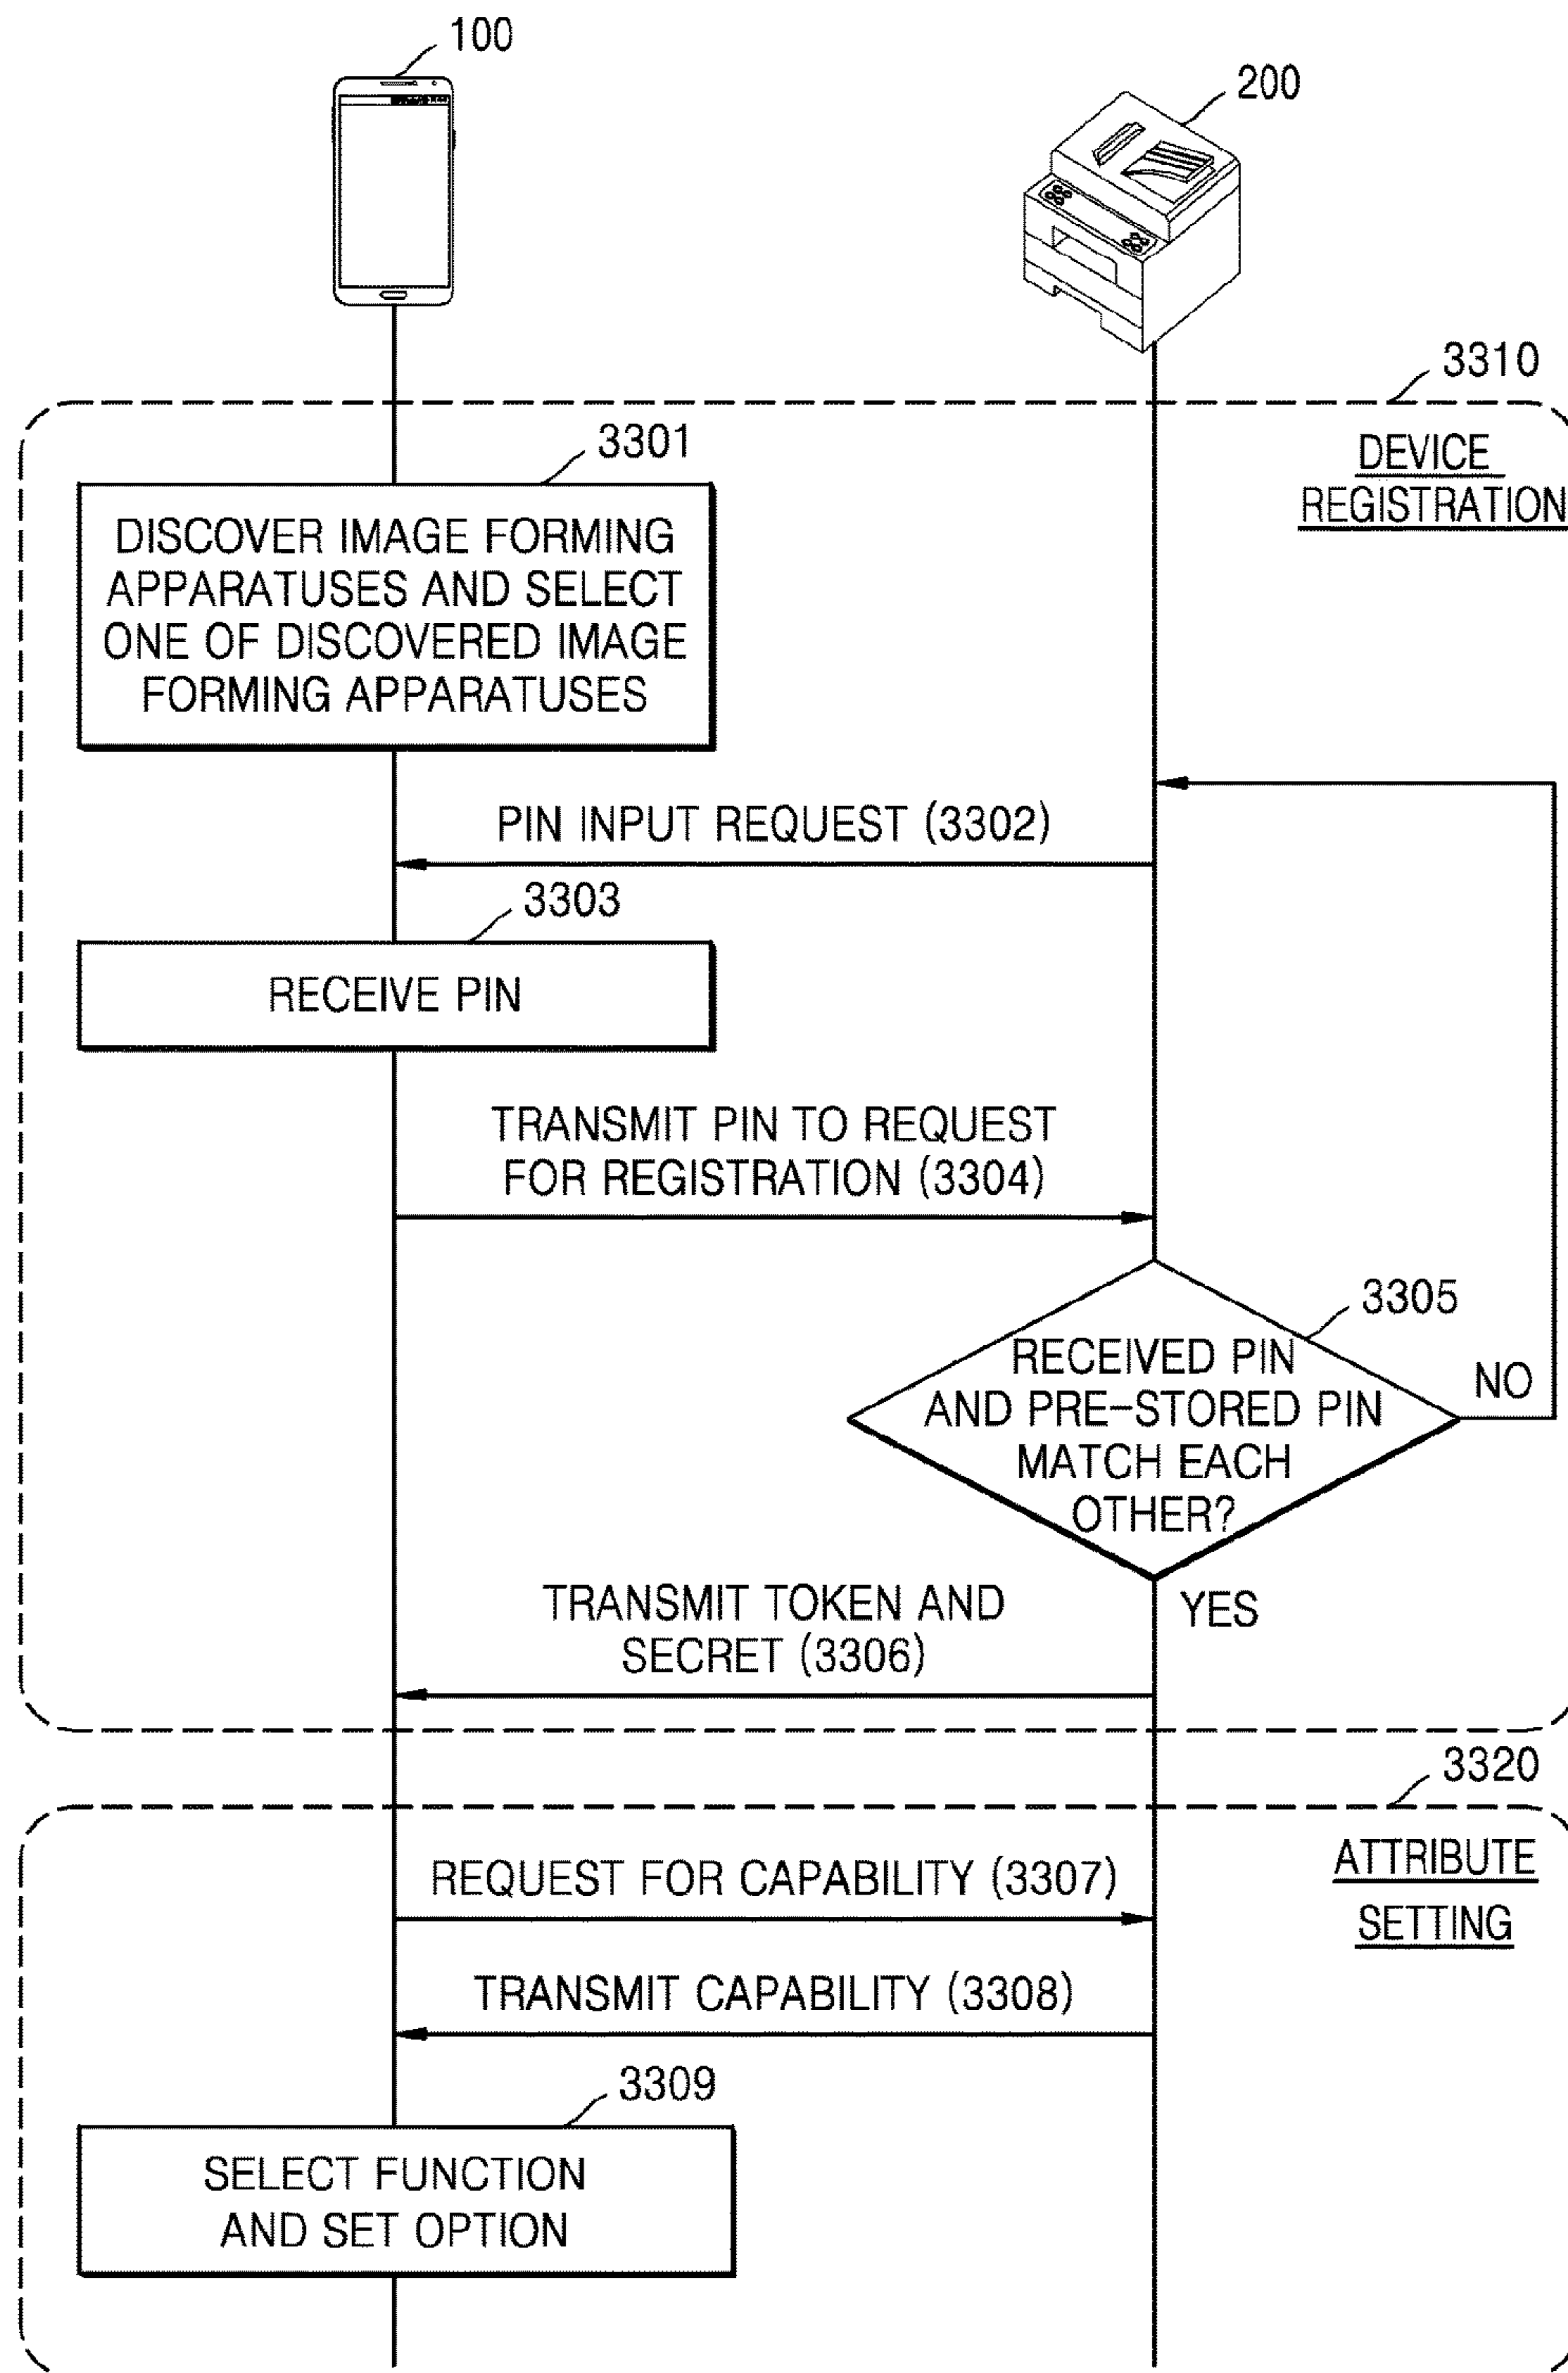 100
200
3310
DEVICE
REGISTRATION
3301
DISCOVER IMAGE FORMING
APPARATUSES AND SELECT
ONE OF DISCOVERED IMAGE
FORMING APPARATUSES
PIN INPUT REQUEST (3302)
3303
RECEIVE PIN
TRANSMIT PIN TO REQUEST
FOR REGISTRATION (3304)
3305
RECEIVED PIN
AND PRE-STORED PIN
MATCH EACH
OTHER?
NO
YES
TRANSMIT TOKEN AND
SECRET (3306)
3320
ATTRIBUTE
SETTING
REQUEST FOR CAPABILITY (3307)
TRANSMIT CAPABILITY (3308)
3309
SELECT FUNCTION
AND SET OPTION